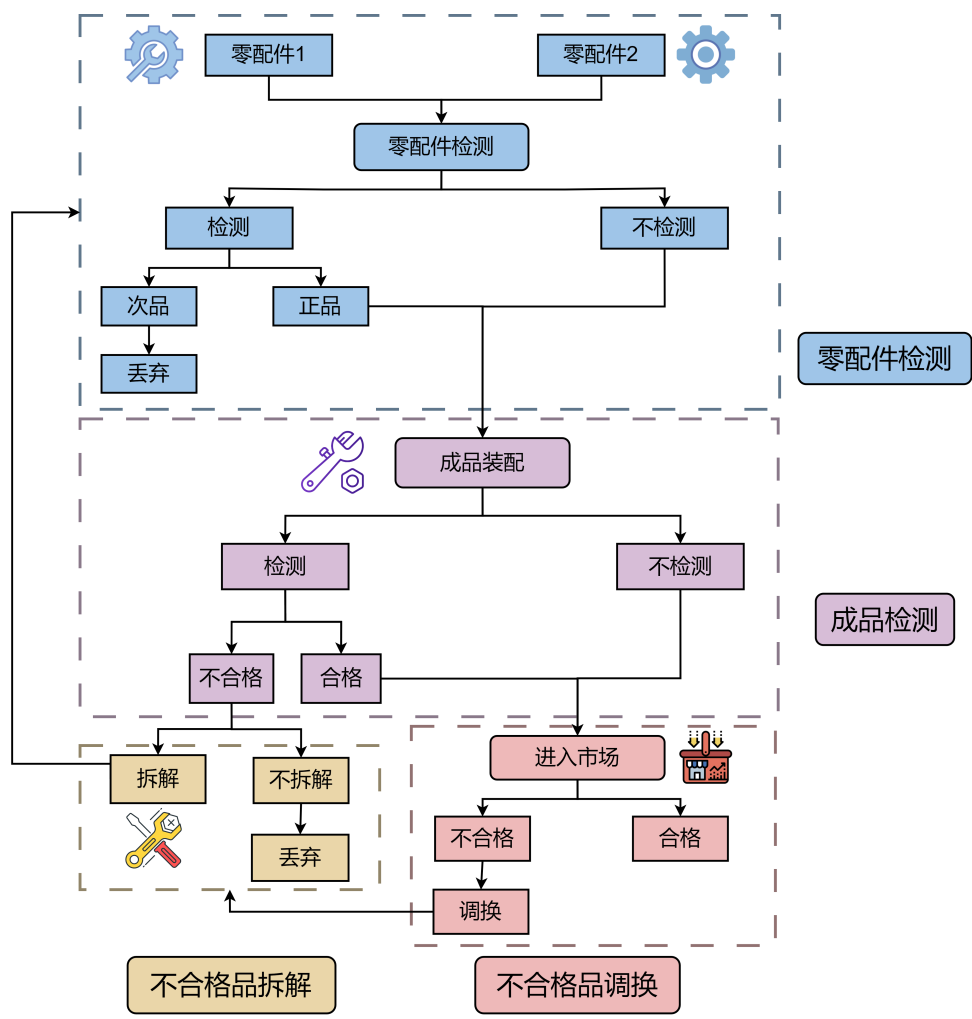 零配件1
零配件2
零配件检测
检测
不检测
次品
正品
丢弃
零配件检测
成品装配
检测
不检测
成品检测
不合格
合格
进入市场
拆解
不拆解
不合格
合格
丢弃
调换
不合格品拆解
不合格品调换